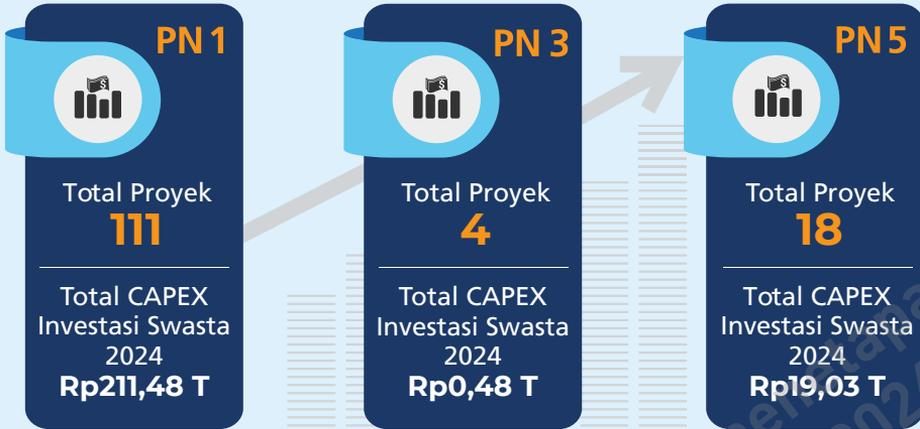 PN 1
Total Proyek
111
Total CAPEX
Investasi Swasta
2024
Rp211,48 T
PN 3
Total Proyek
4
Total CAPEX
Investasi Swasta
2024
Rp0,48 T
PN 5
Total Proyek
18
Total CAPEX
Investasi Swasta
2024
Rp19,03 T